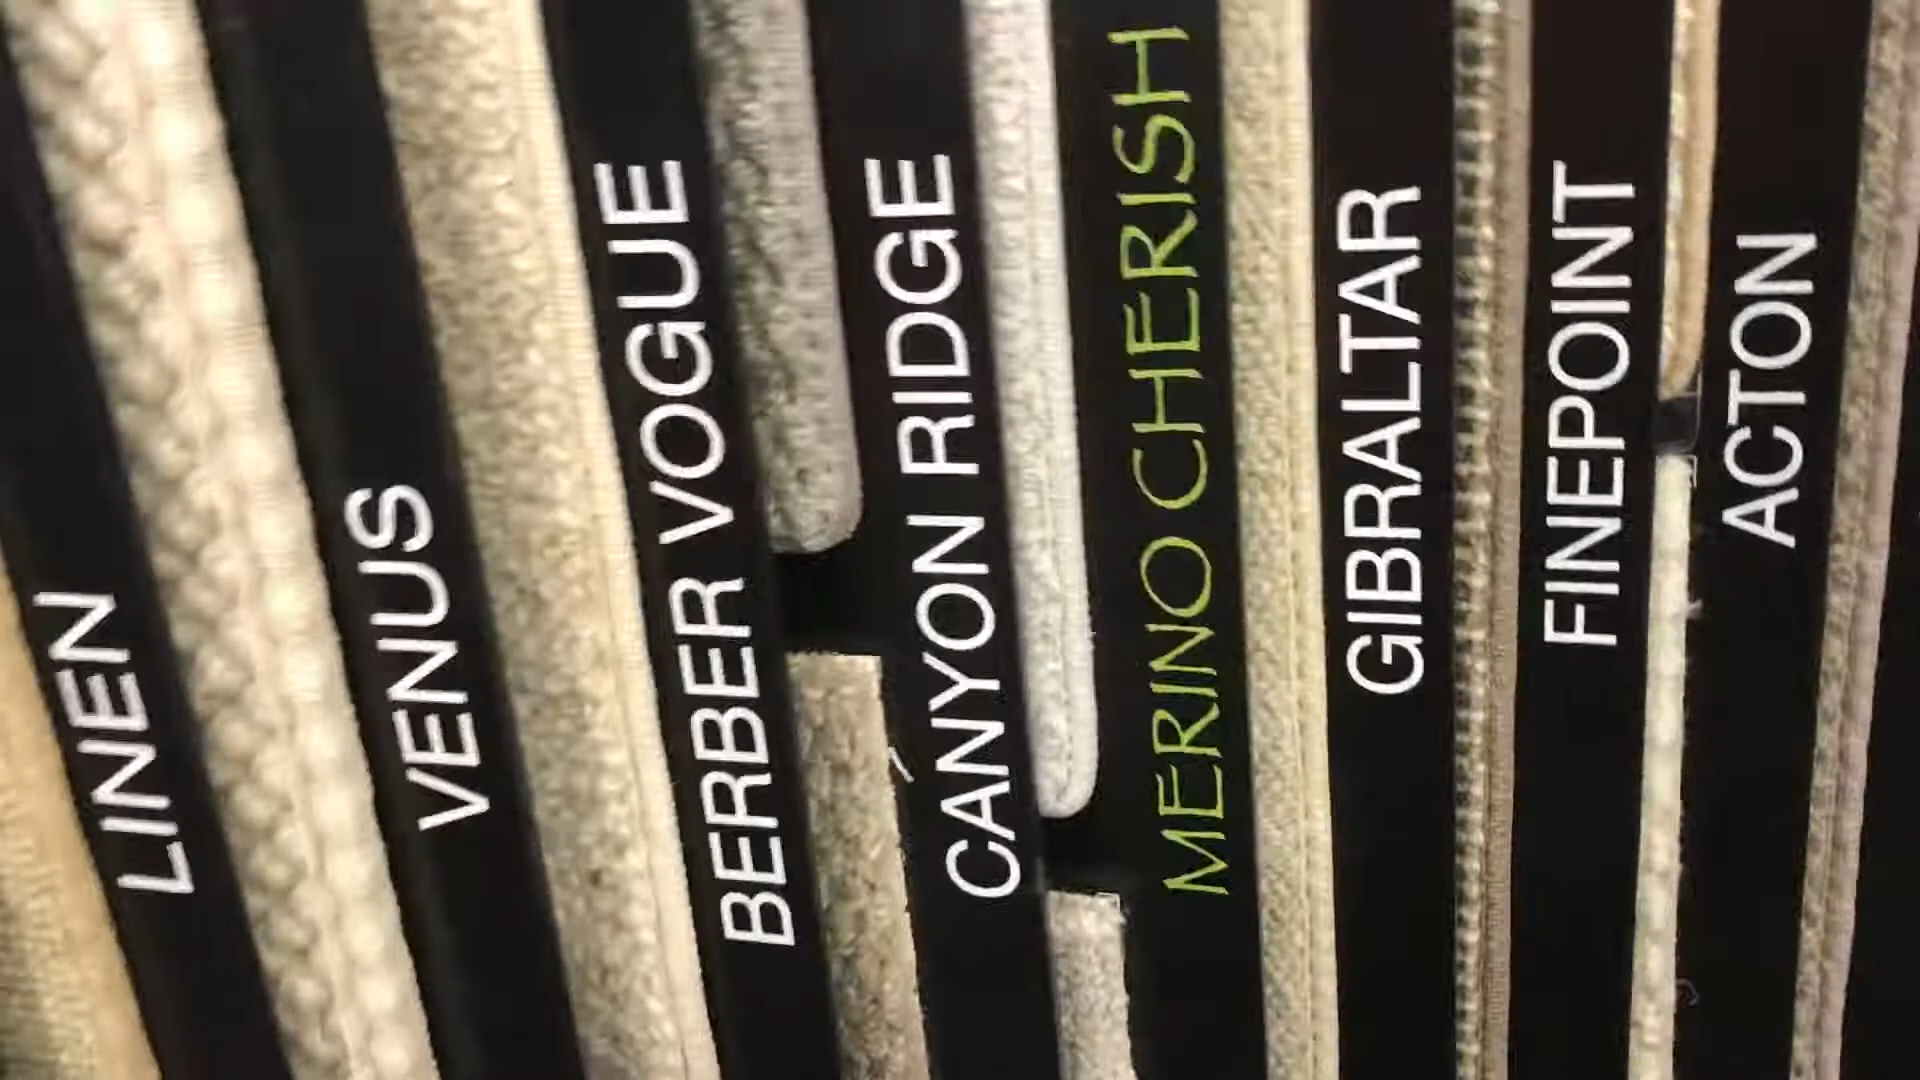 LINEN
VENUS
BERBER VOGUE
CANYON RIDGE
MERINO CHERISH
GIBRALTAR
FINEPOINT
ACTON